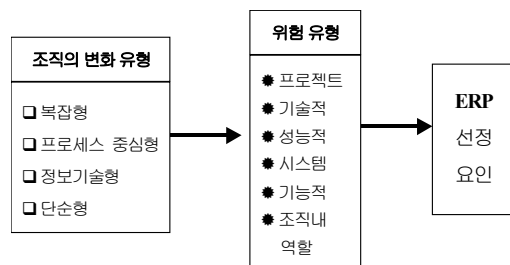 조직의 변화 유형
❑ 복잡형
❑ 프로세스 중심형
❑ 정보기술형
❑ 단순형
위험 유형
✹ 프로젝트
✹ 기술적
✹ 성능적
✹ 시스템
✹ 기능적
✹ 조직내
역할
ERP
선정
요인